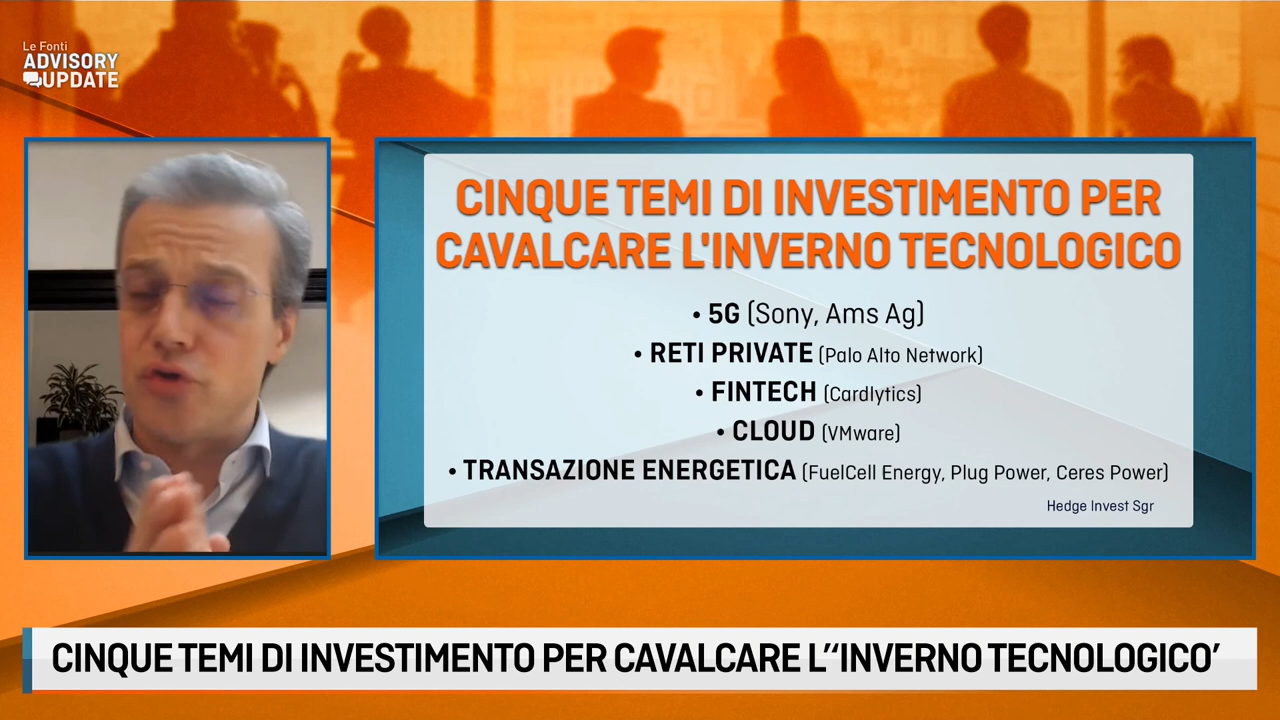 Le Fonti
ADVISORY
UPDATE
CINQUE TEMI DI INVESTIMENTO PER
CAVALCARE L'INVERNO TECNOLOGICO
• 5G (Sony, Ams Ag)
• RETI PRIVATE (Palo Alto Network)
• FINTECH (Cardlytics)
• CLOUD (VMware)
• TRANSAZIONE ENERGETICA (FuelCell Energy, Plug Power, Ceres Power)
Hedge Invest Sgr
CINQUE TEMI DI INVESTIMENTO PER CAVALCARE L’‘INVERNO TECNOLOGICO’